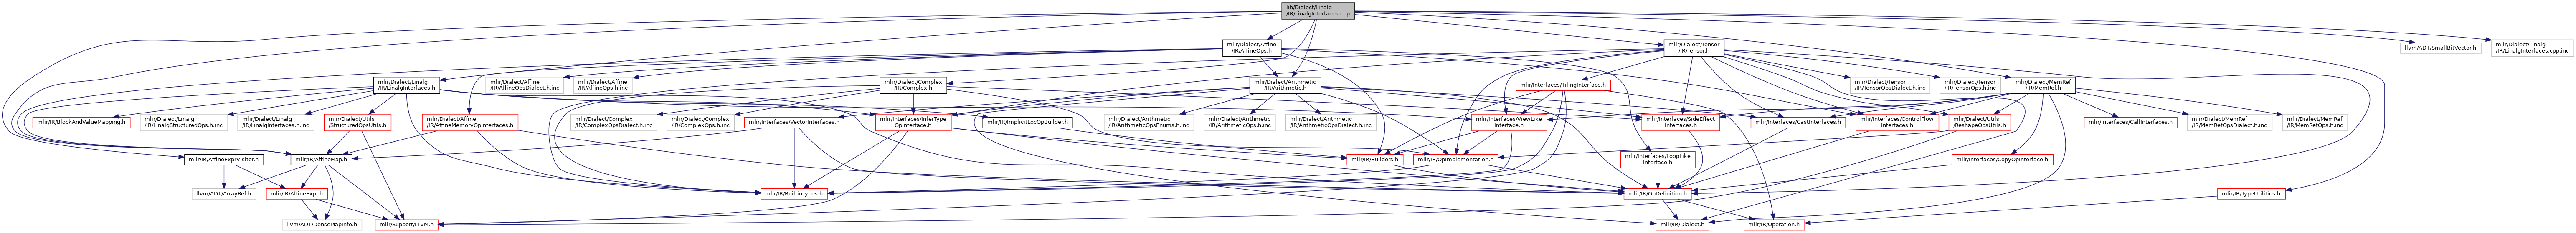 lib/Dialect/Linalg
/IR/LinalgInterfaces.cpp
mlir/Dialect/Affine
/IR/AffineOps.h
mlir/Dialect/Tensor
/IR/Tensor.h
llvm/ADT/SmallBitVector.h
mlir/Dialect/Linalg
/IR/LinalgInterfaces.cpp.inc
mlir/Dialect/Linalg
/IR/LinalgInterfaces.h
mlir/Dialect/Affine
/IR/AffineOpsDialect.h.inc
mlir/Dialect/Affine
/IR/AffineOps.h.inc
mlir/Dialect/Complex
/IR/Complex.h
mlir/Dialect/Arithmetic
/IR/Arithmetic.h
mlir/Interfaces/TilingInterface.h
mlir/Dialect/Tensor
/IR/TensorOpsDialect.h.inc
mlir/Dialect/Tensor
/IR/TensorOps.h.inc
mlir/Dialect/MemRef
/IR/MemRef.h
mlir/IR/BlockAndValueMapping.h
mlir/Dialect/Linalg
/IR/LinalgStructuredOps.h.inc
mlir/Dialect/Linalg
/IR/LinalgInterfaces.h.inc
mlir/Dialect/Utils
/StructuredOpsUtils.h
mlir/Dialect/Affine
/IR/AffineMemoryOpInterfaces.h
mlir/Dialect/Complex
/IR/ComplexOpsDialect.h.inc
mlir/Dialect/Complex
/IR/ComplexOps.h.inc
mlir/Interfaces/VectorInterfaces.h
mlir/Interfaces/InferType
OpInterface.h
mlir/IR/ImplicitLocOpBuilder.h
mlir/Dialect/Arithmetic
/IR/ArithmeticOpsEnums.h.inc
mlir/Dialect/Arithmetic
/IR/ArithmeticOps.h.inc
mlir/Dialect/Arithmetic
/IR/ArithmeticOpsDialect.h.inc
mlir/Interfaces/ViewLike
Interface.h
mlir/Interfaces/SideEffect
Interfaces.h
mlir/Interfaces/CastInterfaces.h
mlir/Interfaces/ControlFlow
Interfaces.h
mlir/Dialect/Utils
/ReshapeOpsUtils.h
mlir/Interfaces/CallInterfaces.h
mlir/Dialect/MemRef
/IR/MemRefOpsDialect.h.inc
mlir/Dialect/MemRef
/IR/MemRefOps.h.inc
mlir/IR/AffineExprVisitor.h
mlir/IR/AffineMap.h
mlir/IR/Builders.h
mlir/IR/OpImplementation.h
mlir/Interfaces/LoopLike
Interface.h
mlir/Interfaces/CopyOpInterface.h
llvm/ADT/ArrayRef.h
mlir/IR/AffineExpr.h
mlir/IR/BuiltinTypes.h
mlir/IR/OpDefinition.h
mlir/IR/TypeUtilities.h
llvm/ADT/DenseMapInfo.h
mlir/Support/LLVM.h
mlir/IR/Dialect.h
mlir/IR/Operation.h